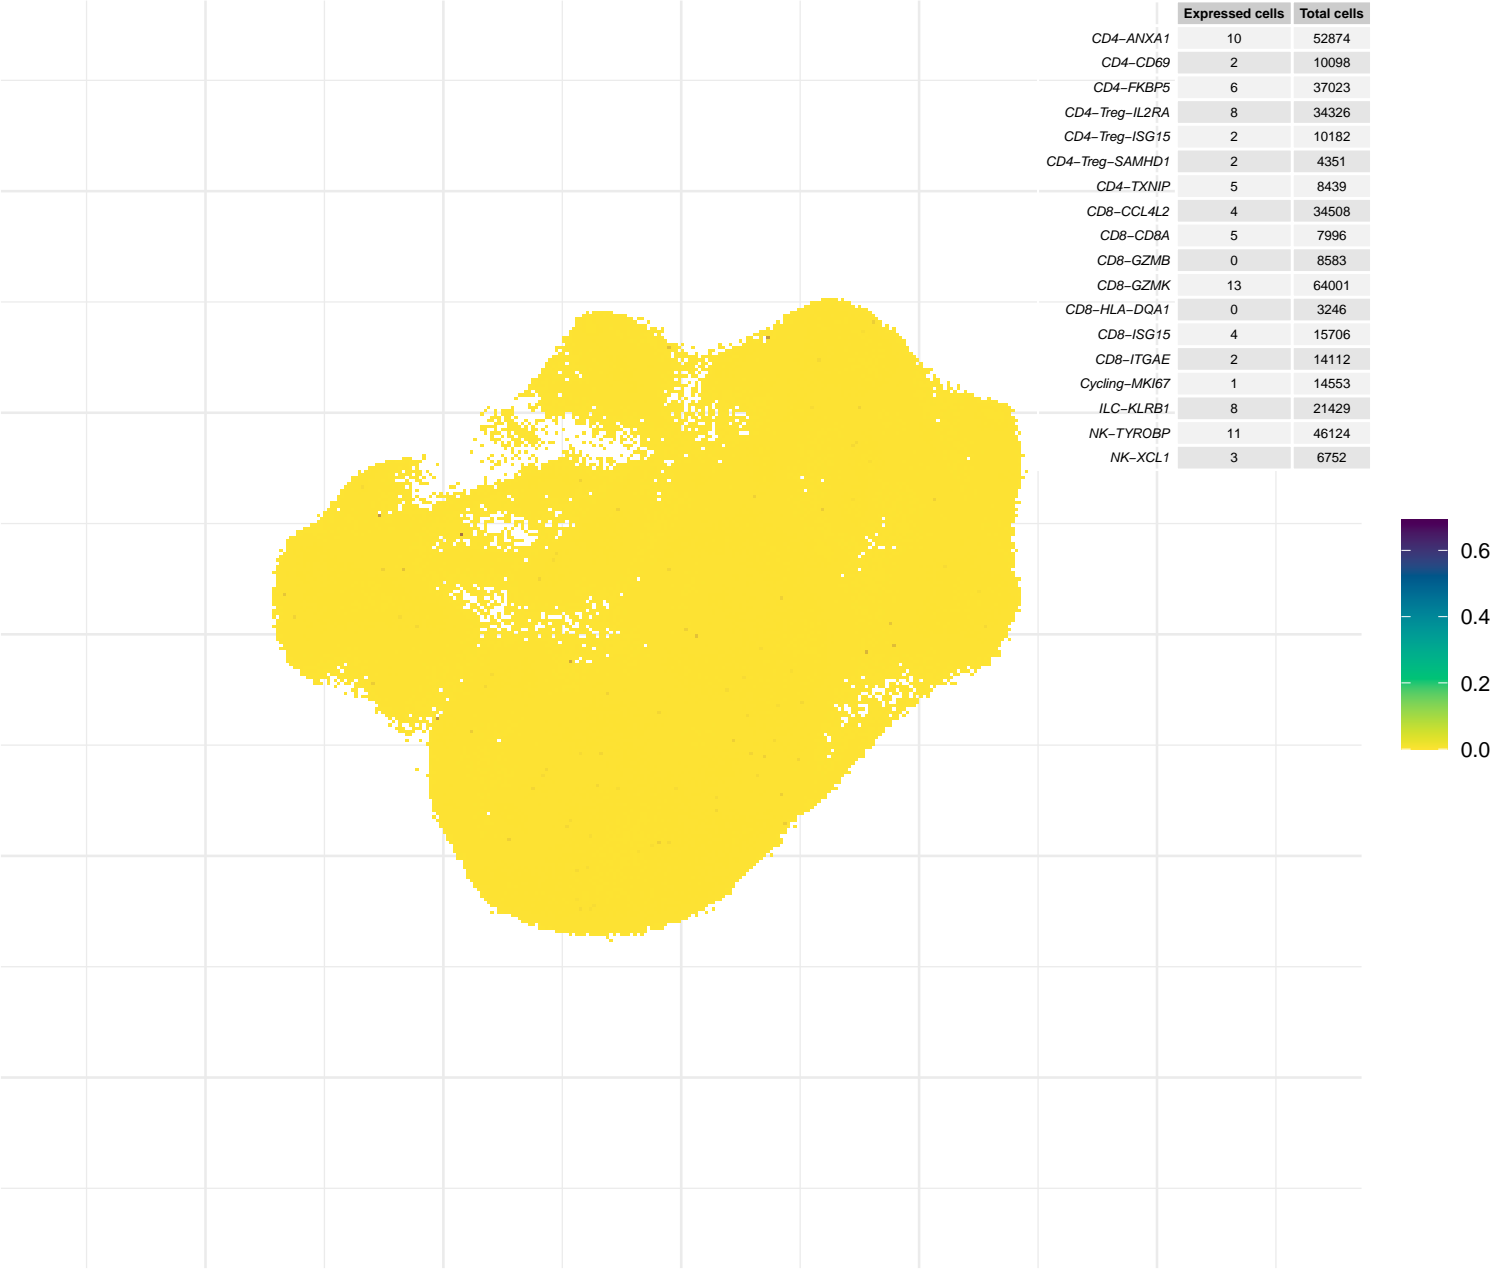 Expressed cells Total cells
CD4−ANXA1 10 52874
CD4−CD69 2 10098
CD4−FKBP5 6 37023
CD4−Treg−IL2RA 8 34326
CD4−Treg−ISG15 2 10182
CD4−Treg−SAMHD1 2 4351
CD4−TXNIP 5 8439
CD8−CCL4L2 4 34508
CD8−CD8A 5 7996
CD8−GZMB 0 8583
CD8−GZMK 13 64001
CD8−HLA−DQA1 0 3246
CD8−ISG15 4 15706
CD8−ITGAE 2 14112
Cycling−MKI67 1 14553
ILC−KLRB1 8 21429
NK−TYROBP 11 46124
NK−XCL1 3 6752
0.6
0.4
0.2
0.0